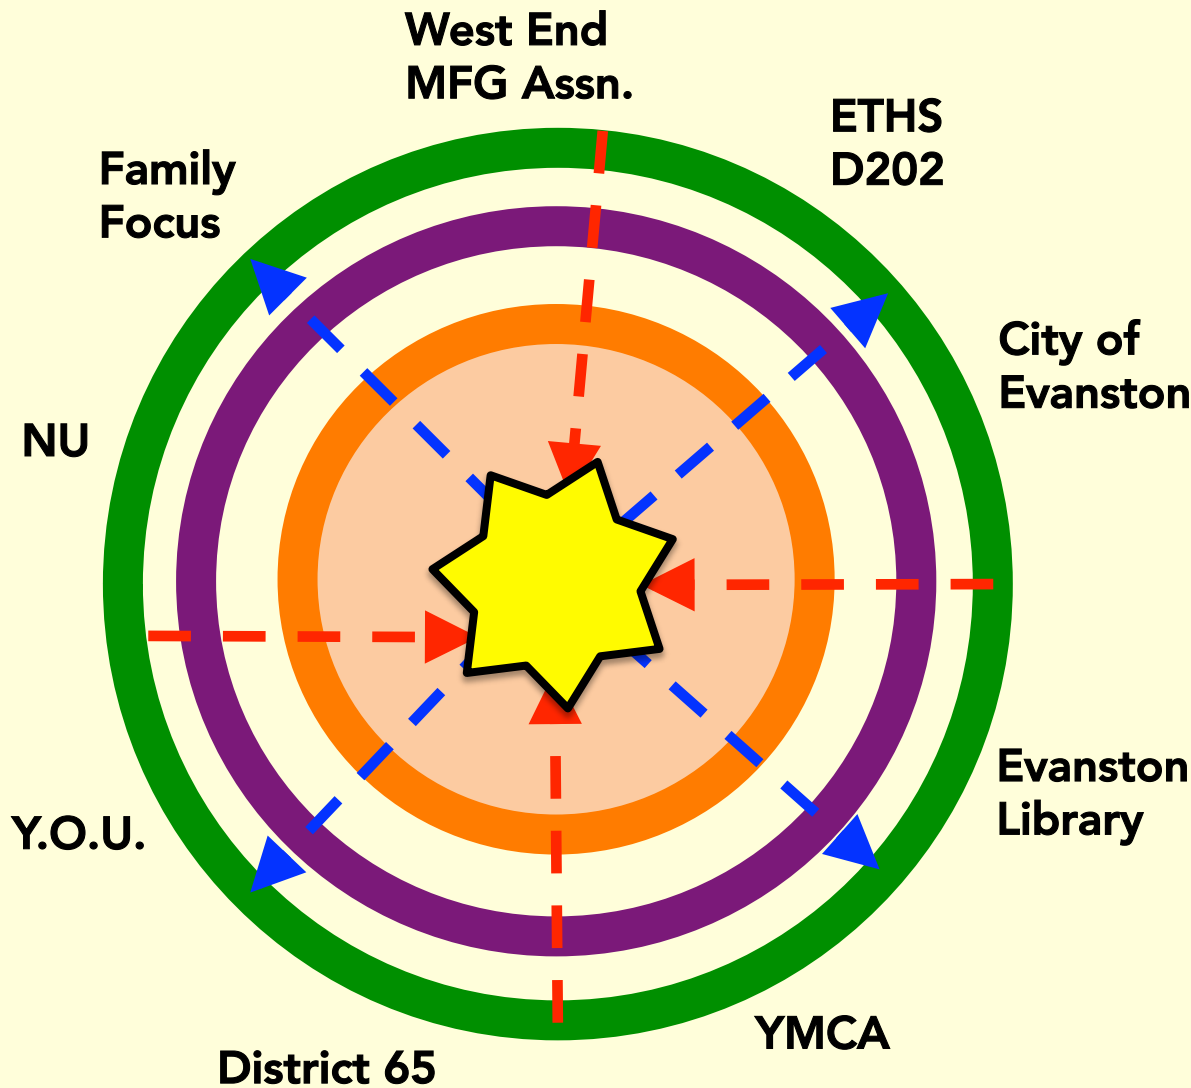 West End
MFG Assn.
ETHS
D202
Family
Focus
City of
Evanston
NU
Evanston
Library
Y.O.U.
YMCA
District 65